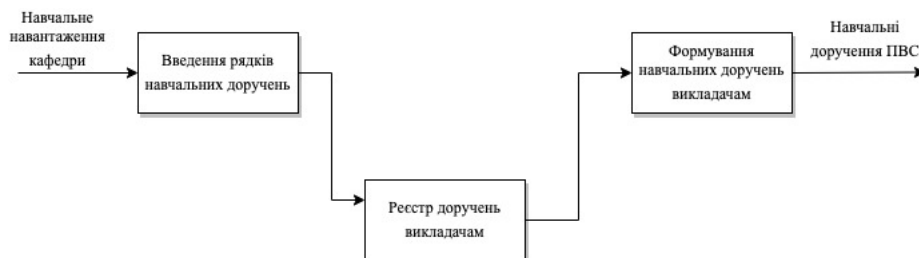 Навчальне
навантаження
кафедри
Введення рядків
навчальних доручень
Реєстр доручень
викладачам
Формування
навчальних доручень
викладачам
Навчальні
доручення ПВС